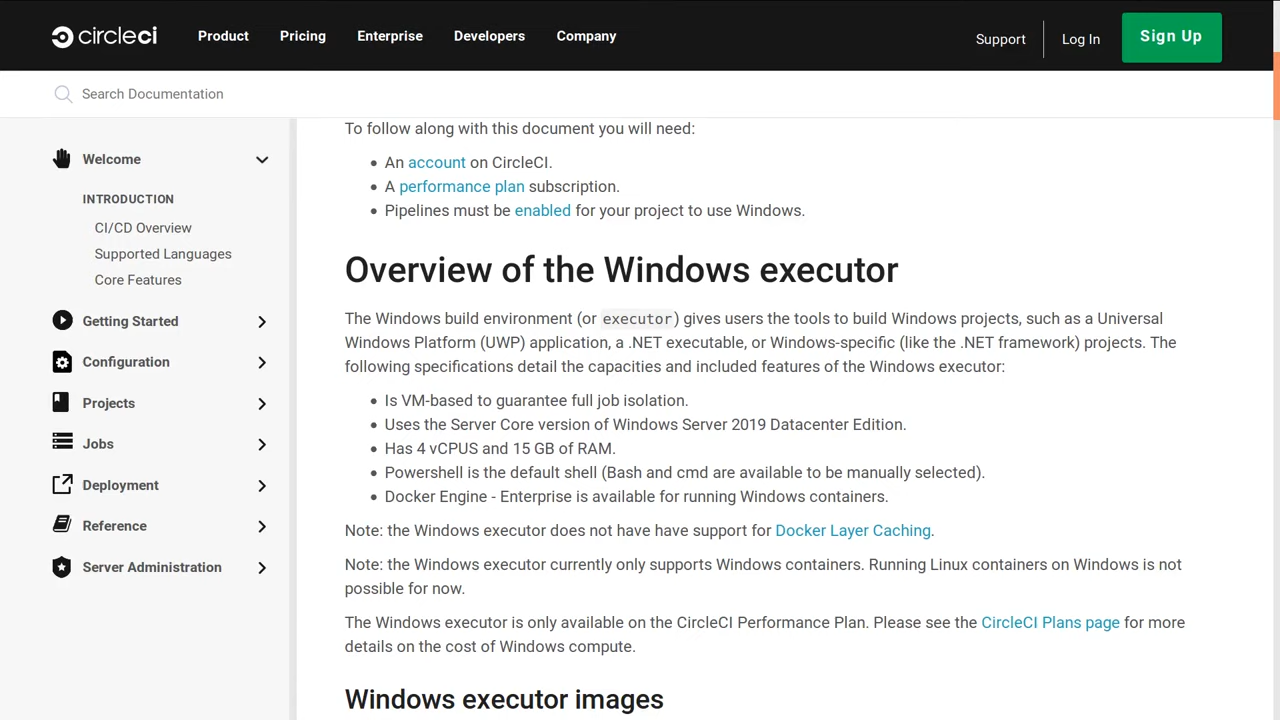 circleci Product Pricing Enterprise Developers Company Support Log In Sign Up
Search Documentation
Welcome
INTRODUCTION
CI/CD Overview
Supported Languages
Core Features
Getting Started
Configuration
Projects
Jobs
Deployment
Reference
Server Administration
To follow along with this document you will need:
An account on CircleCI.
A performance plan subscription.
Pipelines must be enabled for your project to use Windows.
Overview of the Windows executor
The Windows build environment (or executor) gives users the tools to build Windows projects, such as a Universal
Windows Platform (UWP) application, a .NET executable, or Windows-specific (like the .NET framework) projects. The
following specifications detail the capacities and included features of the Windows executor:
Is VM-based to guarantee full job isolation.
Uses the Server Core version of Windows Server 2019 Datacenter Edition.
Has 4 vCPUS and 15 GB of RAM.
Powershell is the default shell (Bash and cmd are available to be manually selected).
Docker Engine - Enterprise is available for running Windows containers.
Note: the Windows executor does not have have support for Docker Layer Caching.
Note: the Windows executor currently only supports Windows containers. Running Linux containers on Windows is not
possible for now.
The Windows executor is only available on the CircleCI Performance Plan. Please see the CircleCI Plans page for more
details on the cost of Windows compute.
Windows executor images